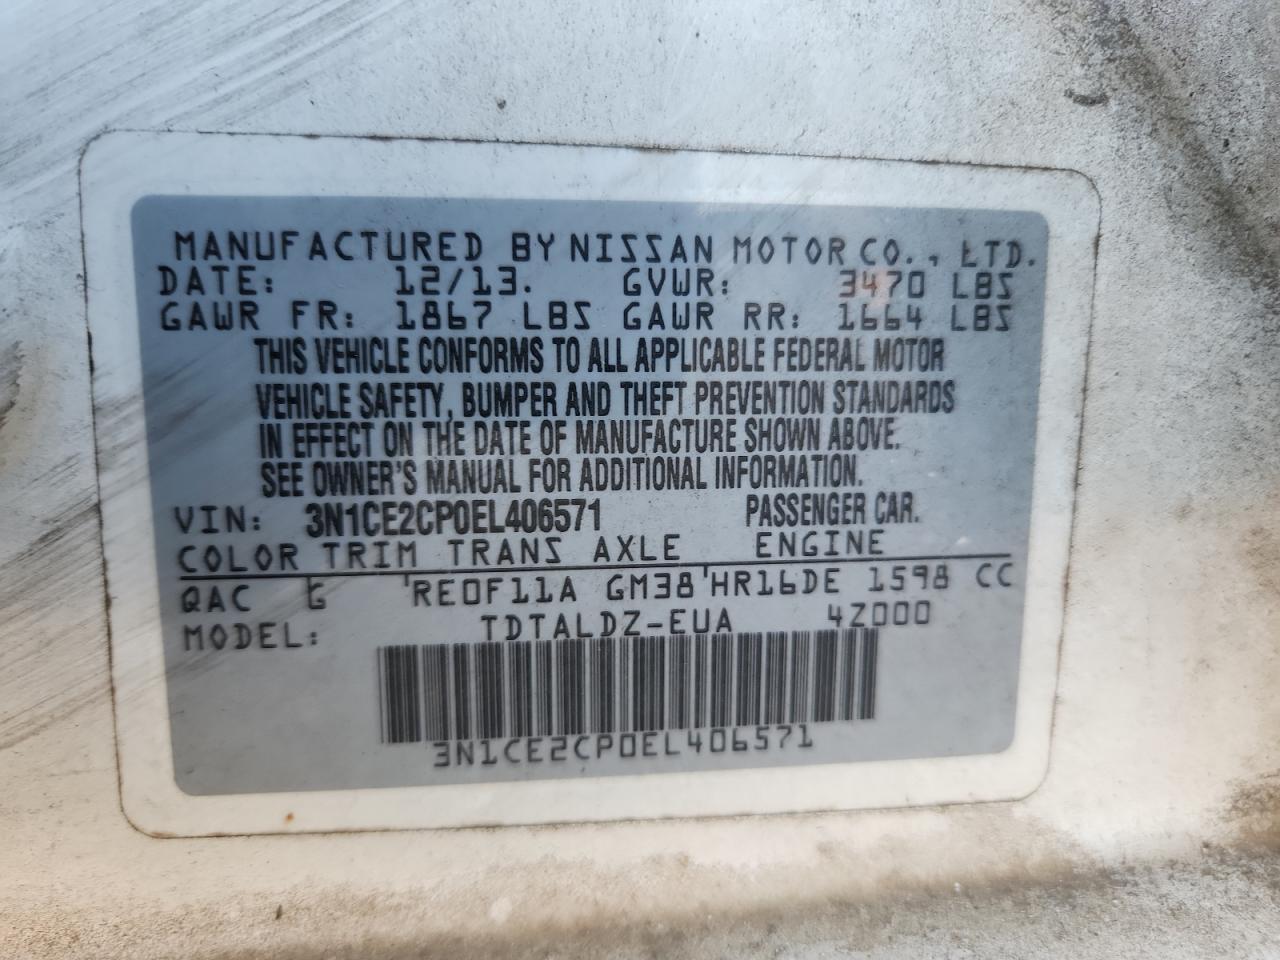 MANUFACTURED BY NISSAN MOTOR CO., LTD.
DATE: 12/13. GVWR: 3470 LBS
GAWR FR: 1867 LBS GAWR RR: 1664 LBS
THIS VEHICLE CONFORMS TO ALL APPLICABLE FEDERAL MOTOR
VEHICLE SAFETY, BUMPER AND THEFT PREVENTION STANDARDS
IN EFFECT ON THE DATE OF MANUFACTURE SHOWN ABOVE.
SEE OWNER'S MANUAL FOR ADDITIONAL INFORMATION.
VIN: 3N1CE2CP0EL406571 PASSENGER CAR.
COLOR TRIM TRANS AXLE ENGINE
QAC G RE0F11A GM38 HR16DE 1598 CC
MODEL: TDTALDZ-EUA 4Z000
3N1CE2CP0EL406571